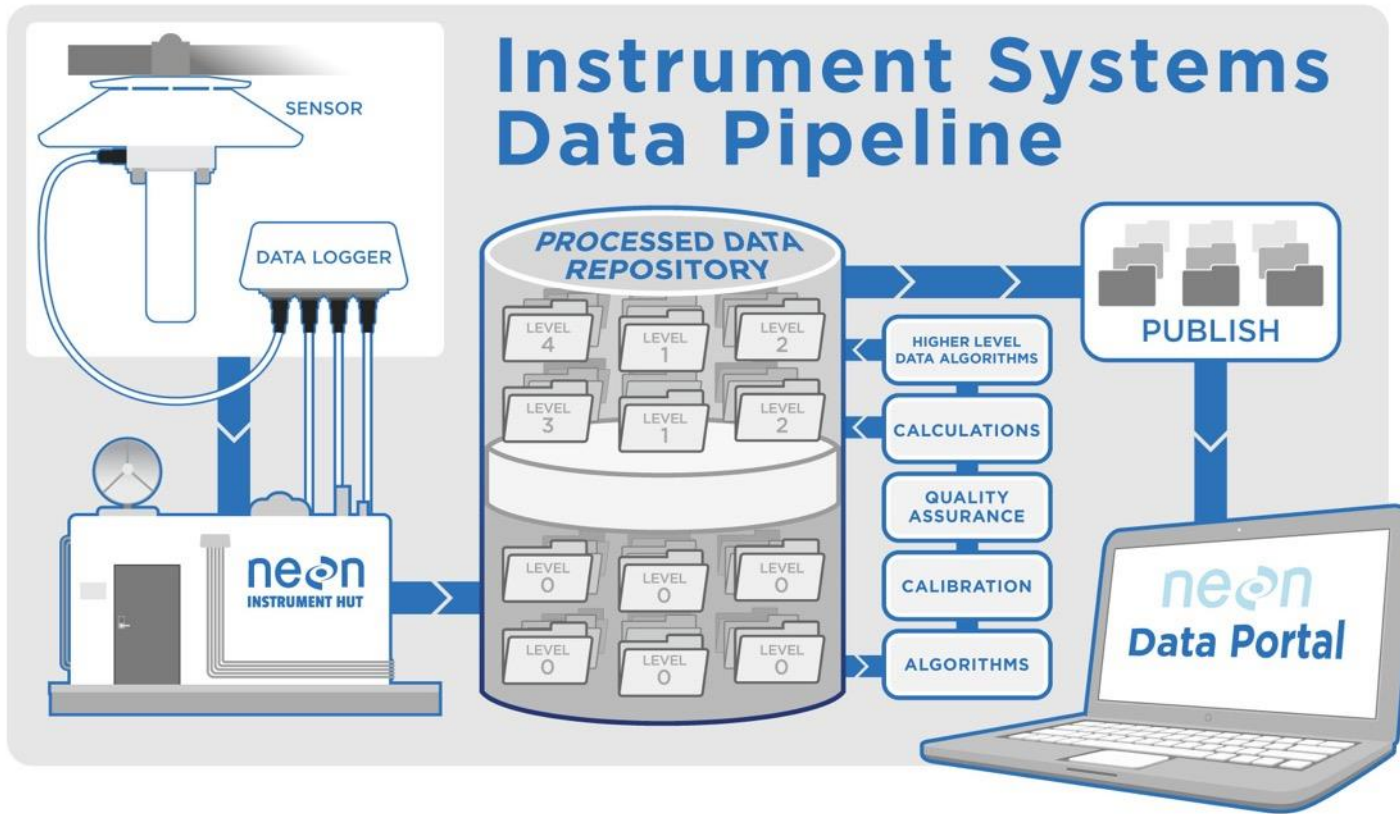 Instrument Systems
Data Pipeline
SENSOR
DATA LOGGER
neon
INSTRUMENT HUT
PROCESSED DATA
REPOSITORY
LEVEL
4
LEVEL
1
LEVEL
2
LEVEL
3
LEVEL
1
LEVEL
2
LEVEL
0
LEVEL
0
LEVEL
0
LEVEL
0
LEVEL
0
LEVEL
0
HIGHER LEVEL
DATA ALGORITHMS
CALCULATIONS
QUALITY
ASSURANCE
CALIBRATION
ALGORITHMS
PUBLISH
neon
Data Portal